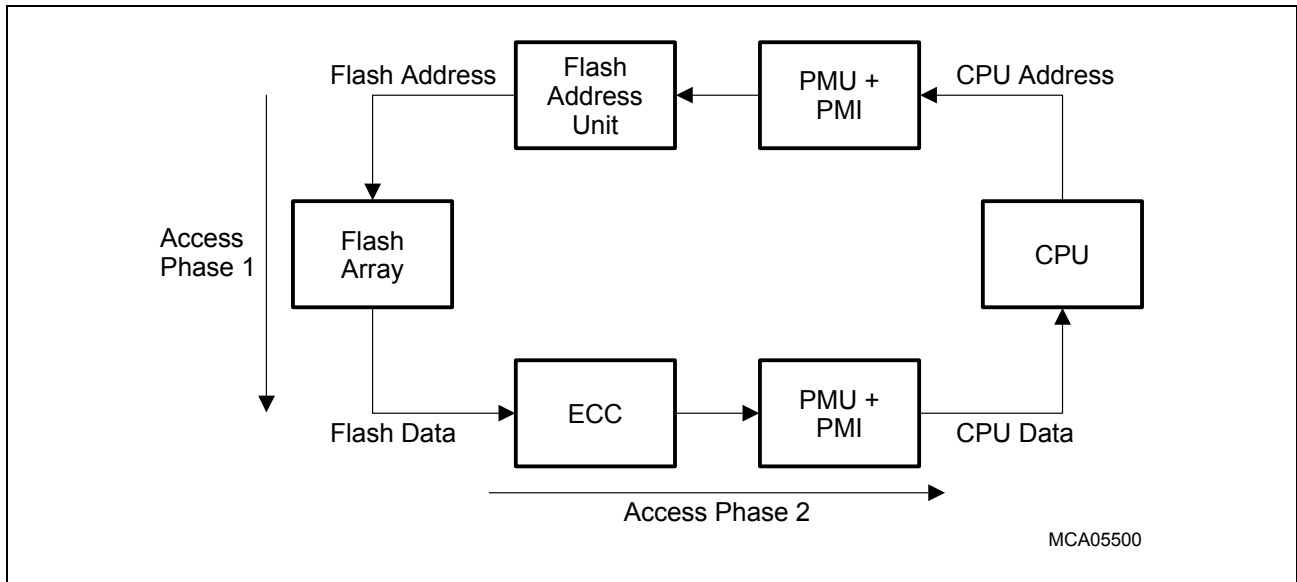 Flash Address
Flash
Address
Unit
PMU +
PMI
CPU Address
Access
Phase 1
Flash
Array
CPU
Flash Data
ECC
PMU +
PMI
CPU Data
Access Phase 2
MCA05500